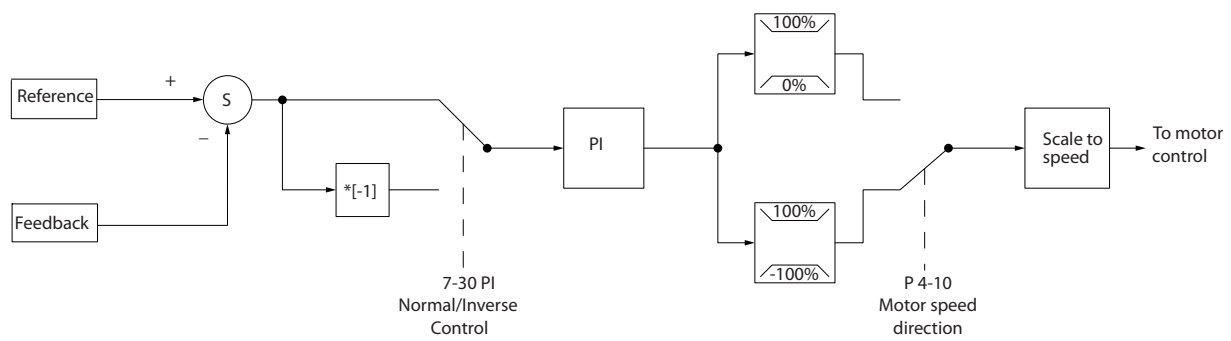 Reference
+
S
−
Feedback
*[-1]
7-30 PI
Normal/Inverse
Control
PI
100%
0%
100%
-100%
P 4-10
Motor speed
direction
Scale to
speed
To motor
control